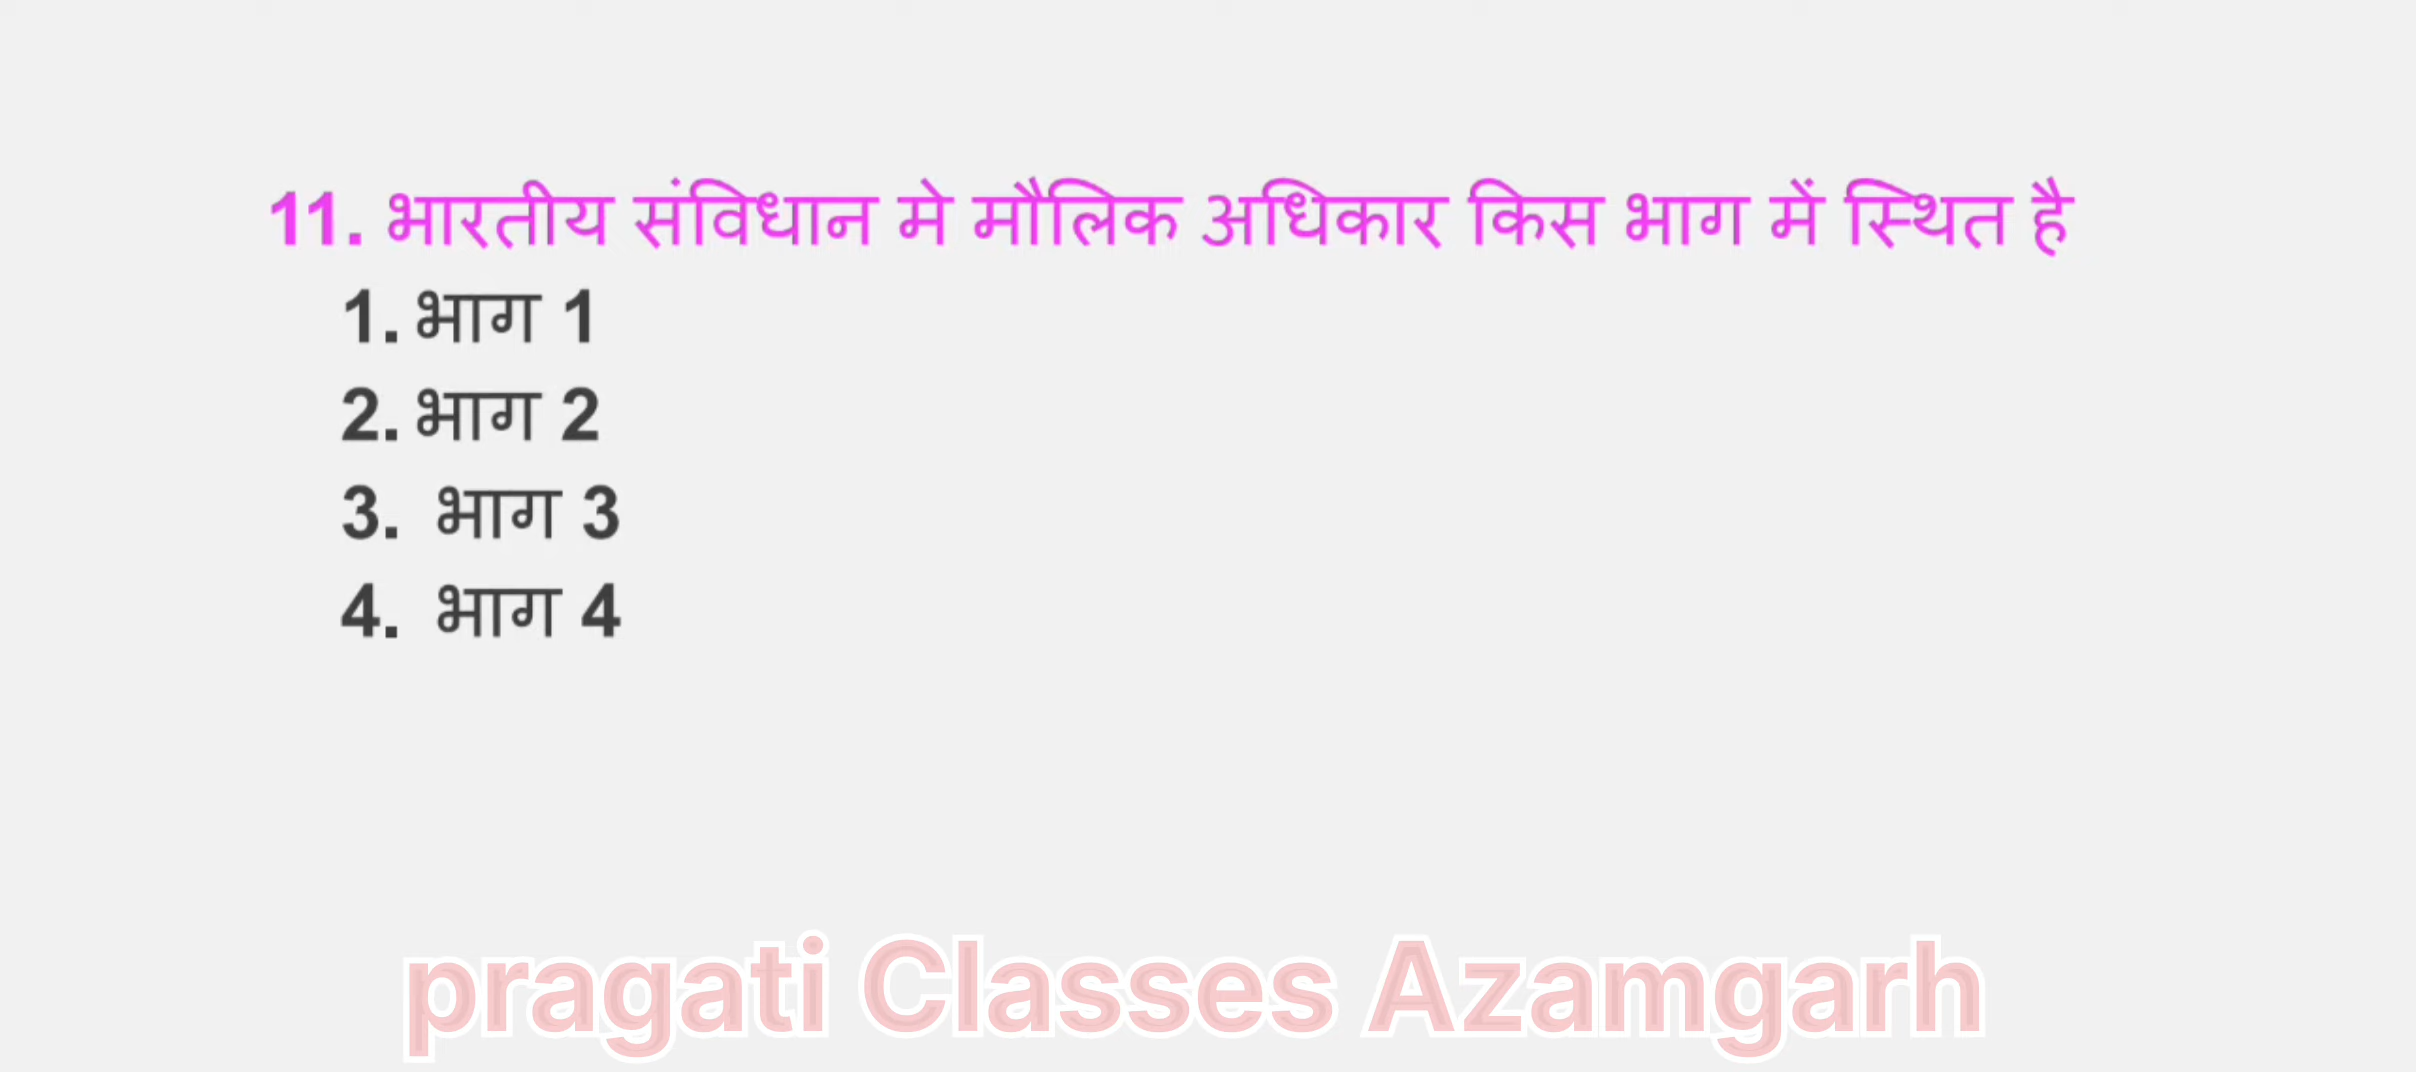 11. भारतीय संविधान मे मौलिक अधिकार किस भाग में स्थित है
1. भाग 1
2. भाग 2
3. भाग 3
4. भाग 4
pragati Classes Azamgarh